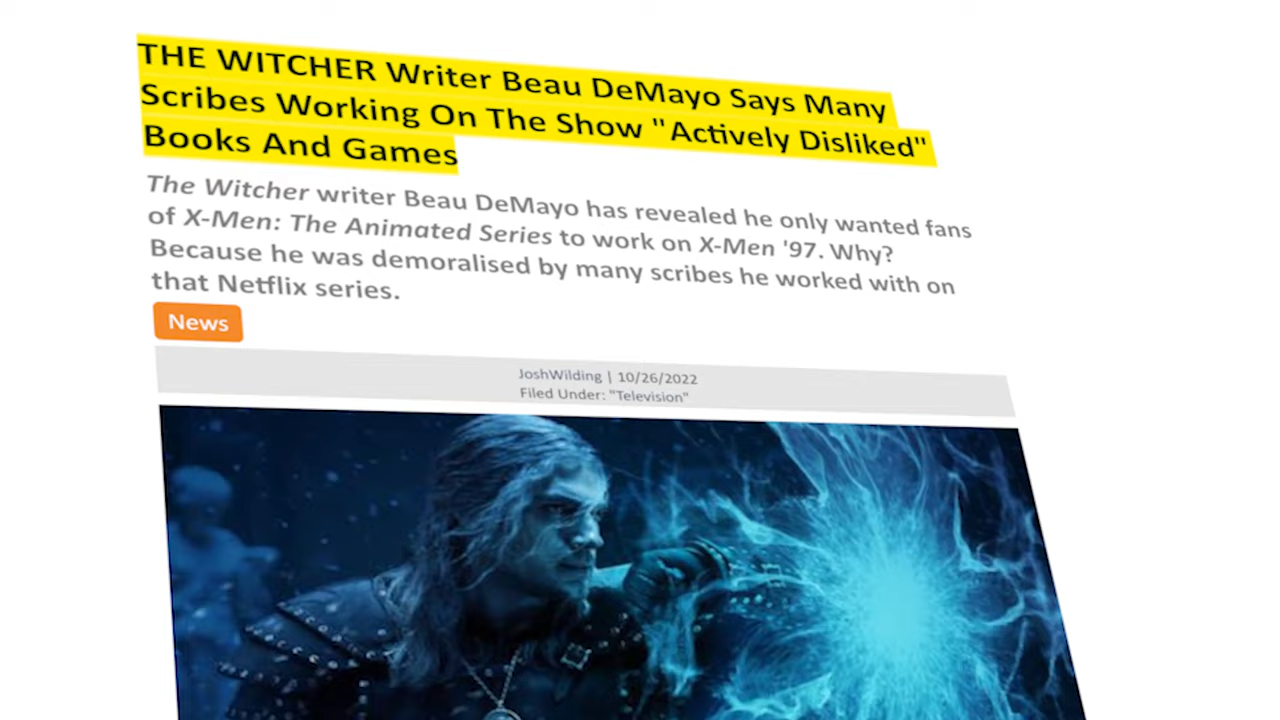 THE WITCHER Writer Beau DeMayo Says Many
Scribes Working On The Show "Actively Disliked"
Books And Games
The Witcher writer Beau DeMayo has revealed he only wanted fans
of X-Men: The Animated Series to work on X-Men '97. Why?
Because he was demoralised by many scribes he worked with on
that Netflix series.
News
JoshWilding | 10/26/2022
Filed Under: "Television"